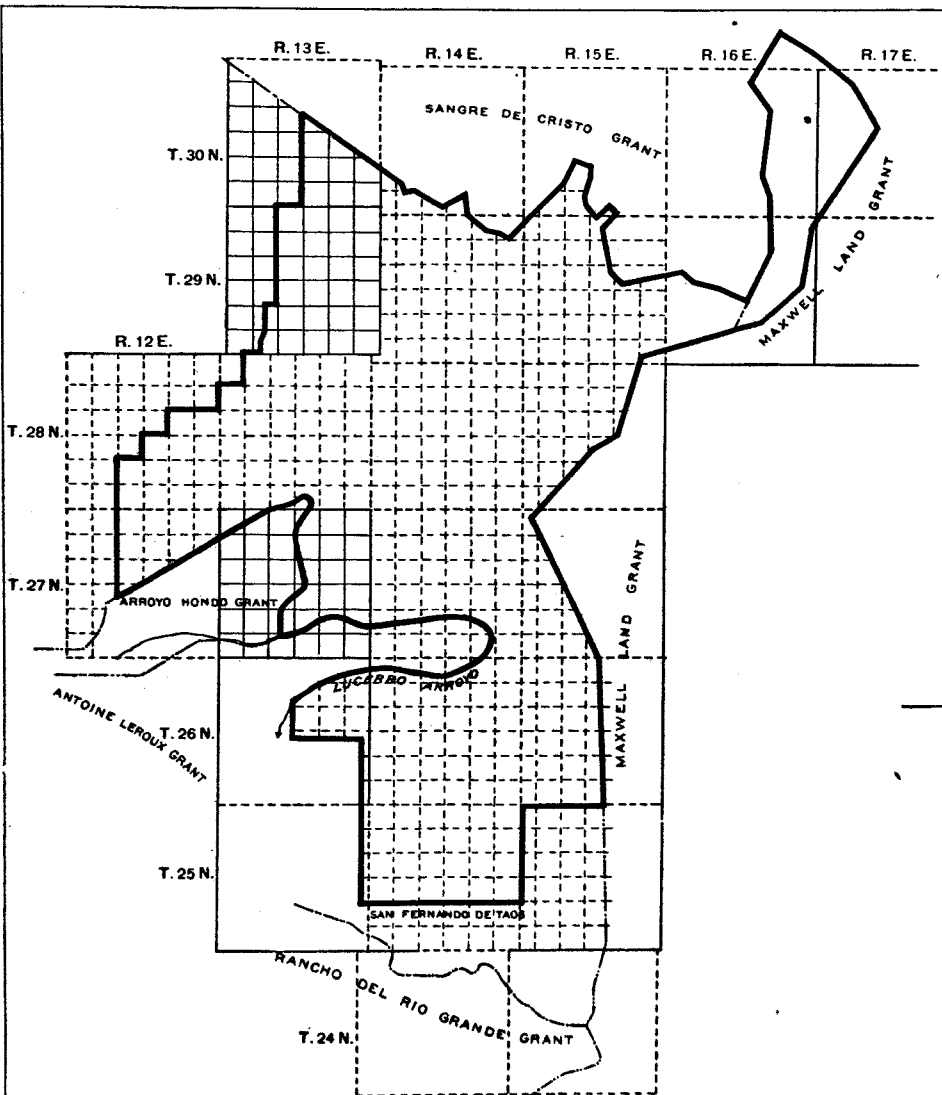 R. 13 E.
R. 14 E.
R. 15 E.
R. 16 E.
R. 17 E.
SANGRE DE CRISTO GRANT
T. 30 N.
T. 29 N.
MAXWELL LAND GRANT
R. 12 E.
T. 28 N.
T. 27 N.
ARROYO HONDO GRANT
MAXWELL LAND GRANT
LUCERRO ARROYO
ANTOINE LEROUX GRANT
T. 26 N.
T. 25 N.
SAN FERNANDO DE TAOS
RANCHO DEL RIO GRANDE GRANT
T. 24 N.